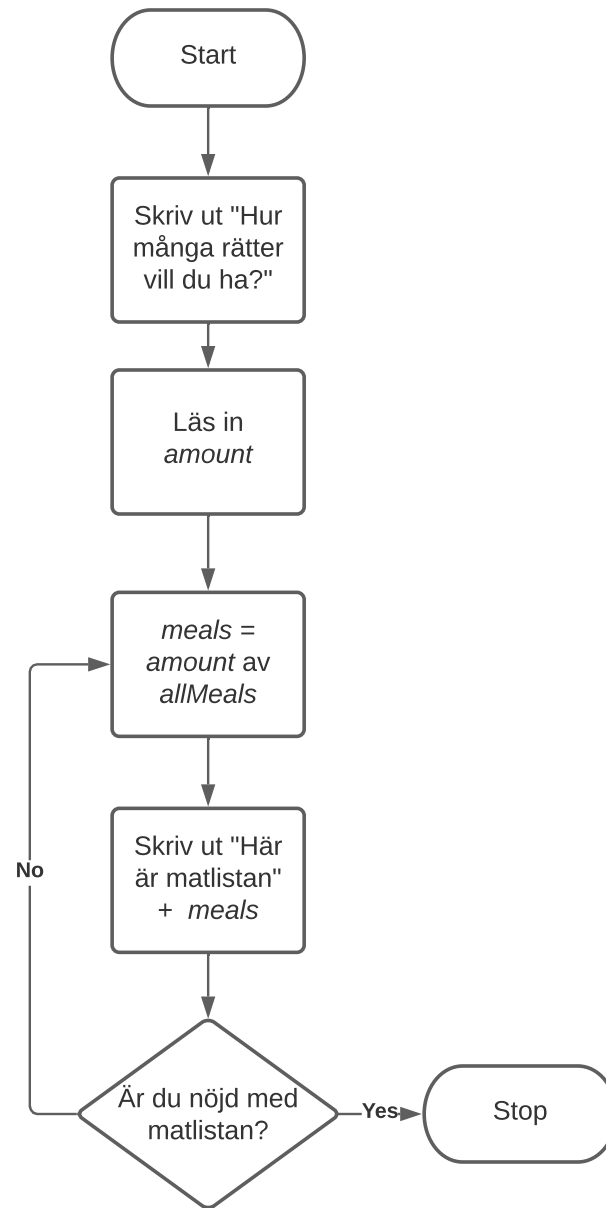 Start
Skriv ut "Hur
många rätter
vill du ha?"
Läs in
amount
meals =
amount av
allMeals
Skriv ut "Här
är matlistan"
+ meals
No
Är du nöjd med
matlistan?
Yes
Stop